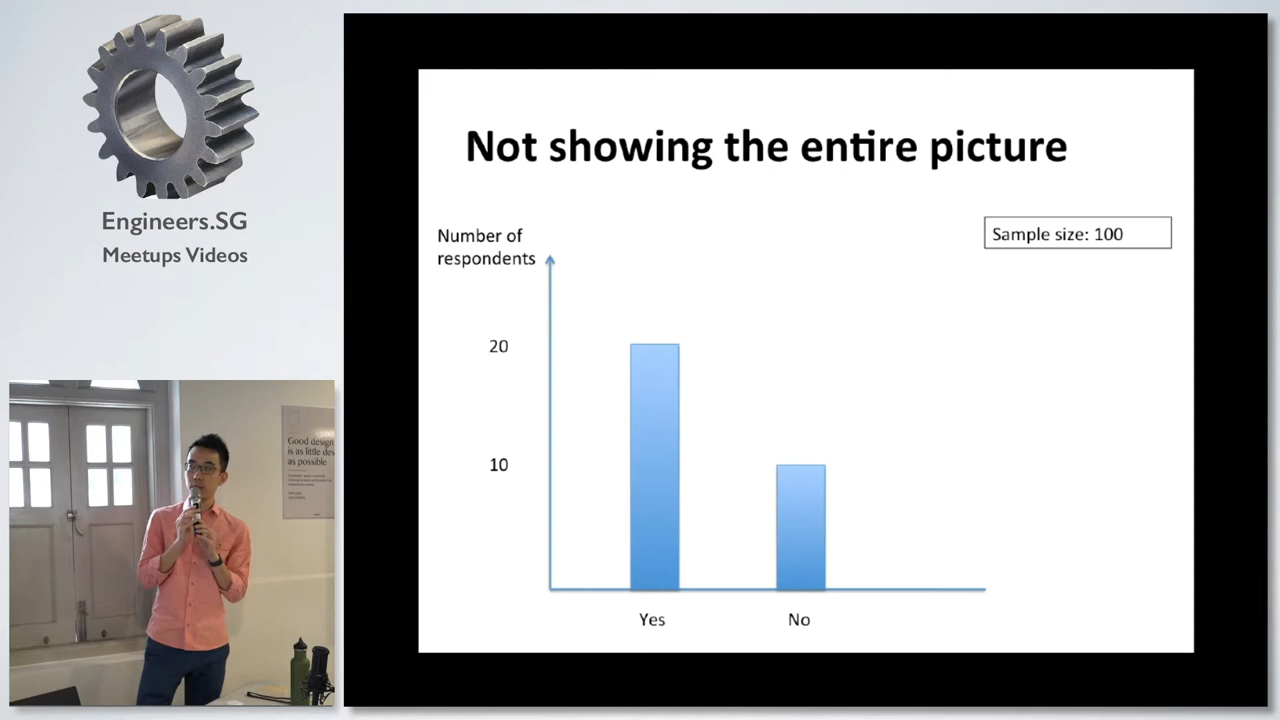 Engineers.SG
Meetups Videos
Not showing the entire picture
Number of
respondents
Sample size: 100
20
10
Yes
No
Good design
is as little des
as possible